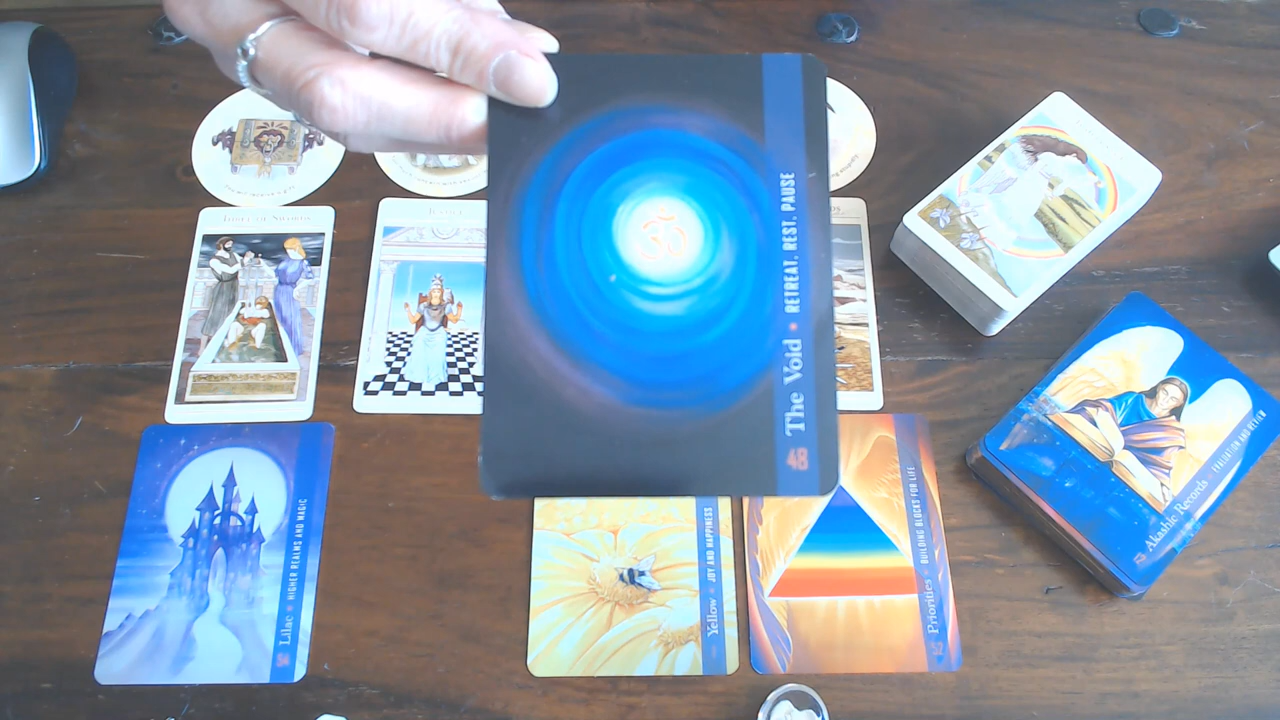 THREE OF SWORDS
The Void • RETREAT. REST. PAUSE
48
Lilac • HIGHER REALMS AND MAGIC
54
Yellow • JOY AND HAPPINESS
Priorities • BUILDING BLOCKS FOR LIFE
52
Akashic Records EVALUATION AND REVIEW